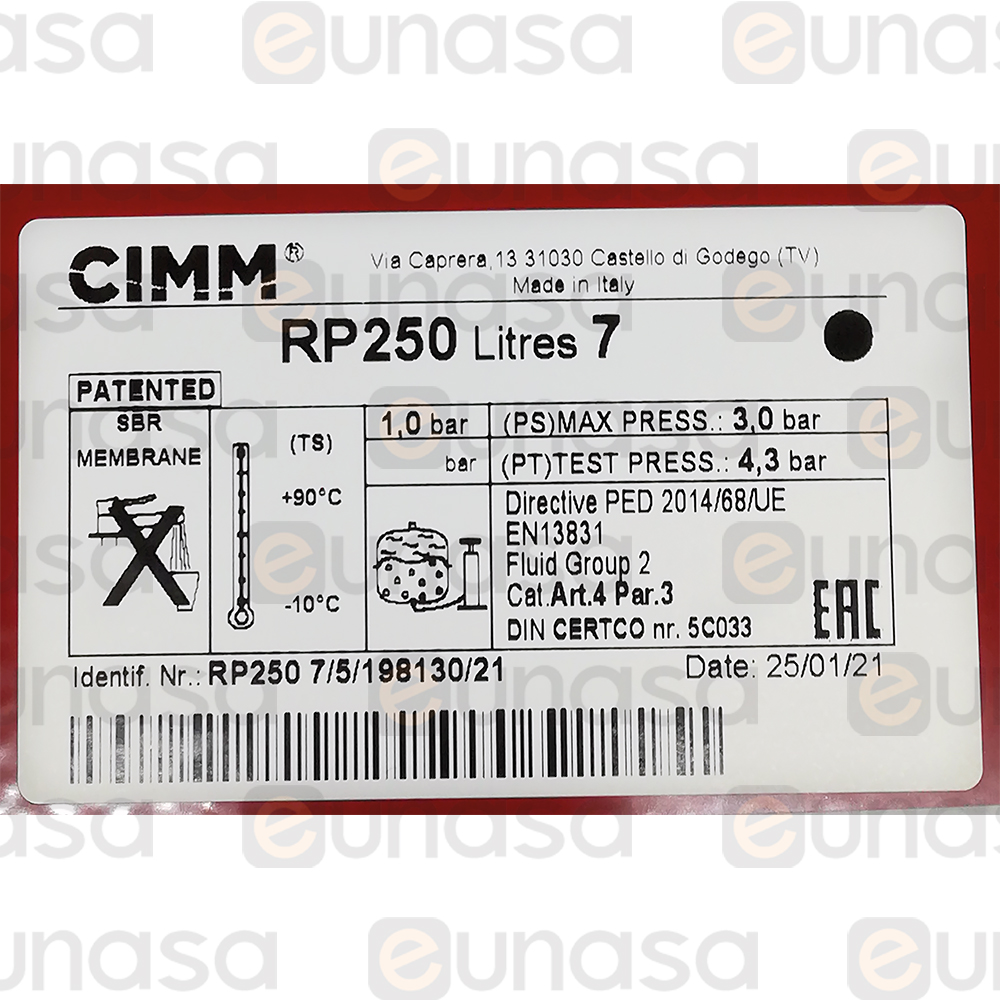 CIMM®
Via Caprera,13 31030 Castello di Godego (TV)
Made in Italy
RP250 Litres 7
PATENTED
SBR
MEMBRANE
(TS)
+90°C
-10°C
1,0 bar
bar
(PS)MAX PRESS.: 3,0 bar
(PT)TEST PRESS.: 4,3 bar
Directive PED 2014/68/UE
EN13831
Fluid Group 2
Cat.Art.4 Par.3
DIN CERTCO nr. 5C033
EAC
Identif. Nr.: RP250 7/5/198130/21
Date: 25/01/21
eunasa